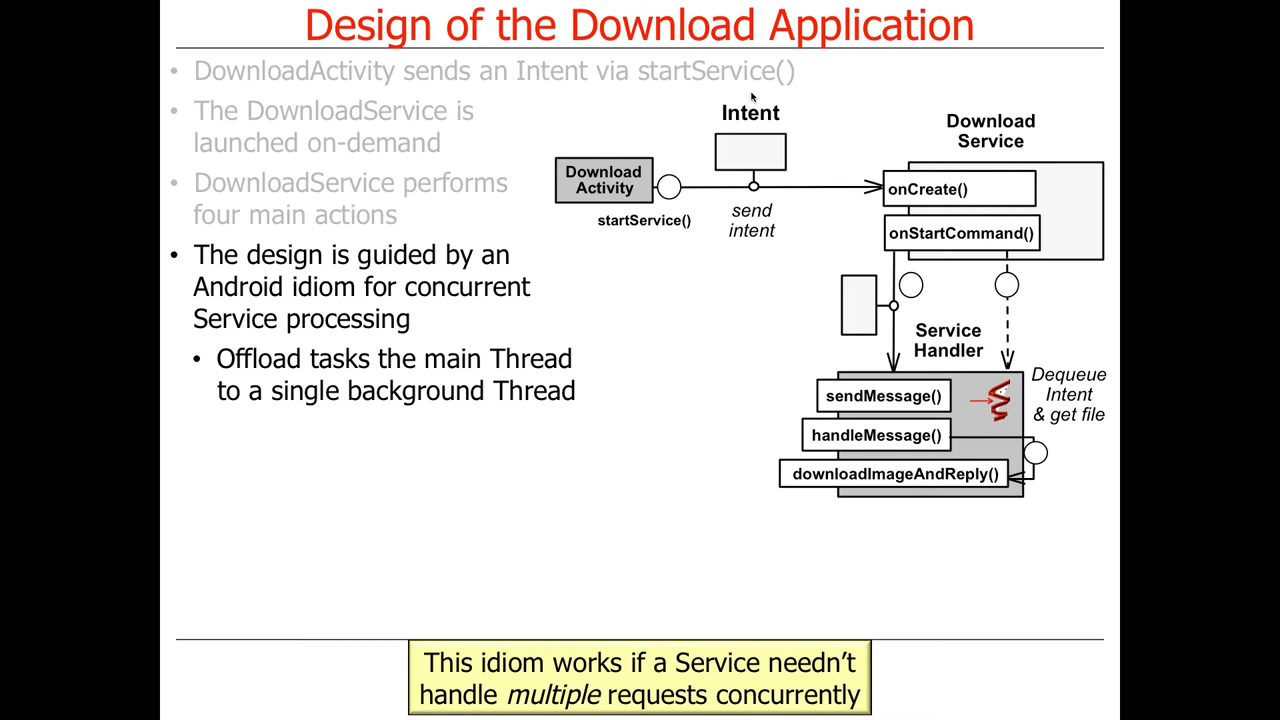 Design of the Download Application
• DownloadActivity sends an Intent via startService()
• The DownloadService is
launched on-demand
• DownloadService performs
four main actions
• The design is guided by an
Android idiom for concurrent
Service processing
• Offload tasks the main Thread
to a single background Thread
Intent
Download
Service
Download
Activity
startService()
send
intent
onCreate()
onStartCommand()
Service
Handler
sendMessage()
handleMessage()
downloadImageAndReply()
Dequeue
Intent
& get file
This idiom works if a Service needn’t
handle multiple requests concurrently